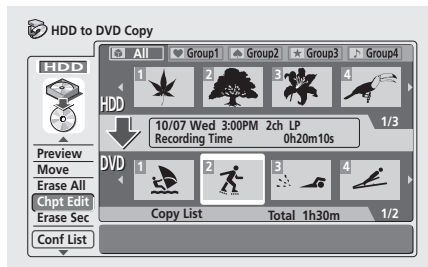 HDD to DVD Copy
All Group1 Group2 Group3 Group4
HDD
1 2 3 4
HDD
10/07 Wed 3:00PM 2ch LP
Recording Time 0h20m10s
1/3
Preview
Move
Erase All
Chpt Edit
Erase Sec
Conf List
DVD
1 2 3 4
Copy List Total 1h30m 1/2